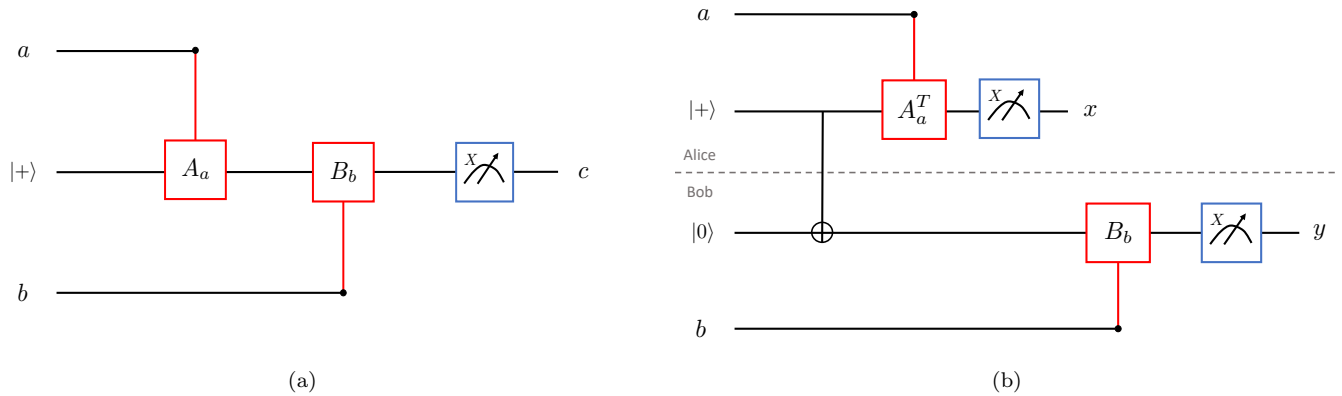 a
|+⟩
A_a
B_b
X
c
b
(a)
a
|+⟩
A_a^T
X
x
Alice
Bob
|0⟩
B_b
X
y
b
(b)